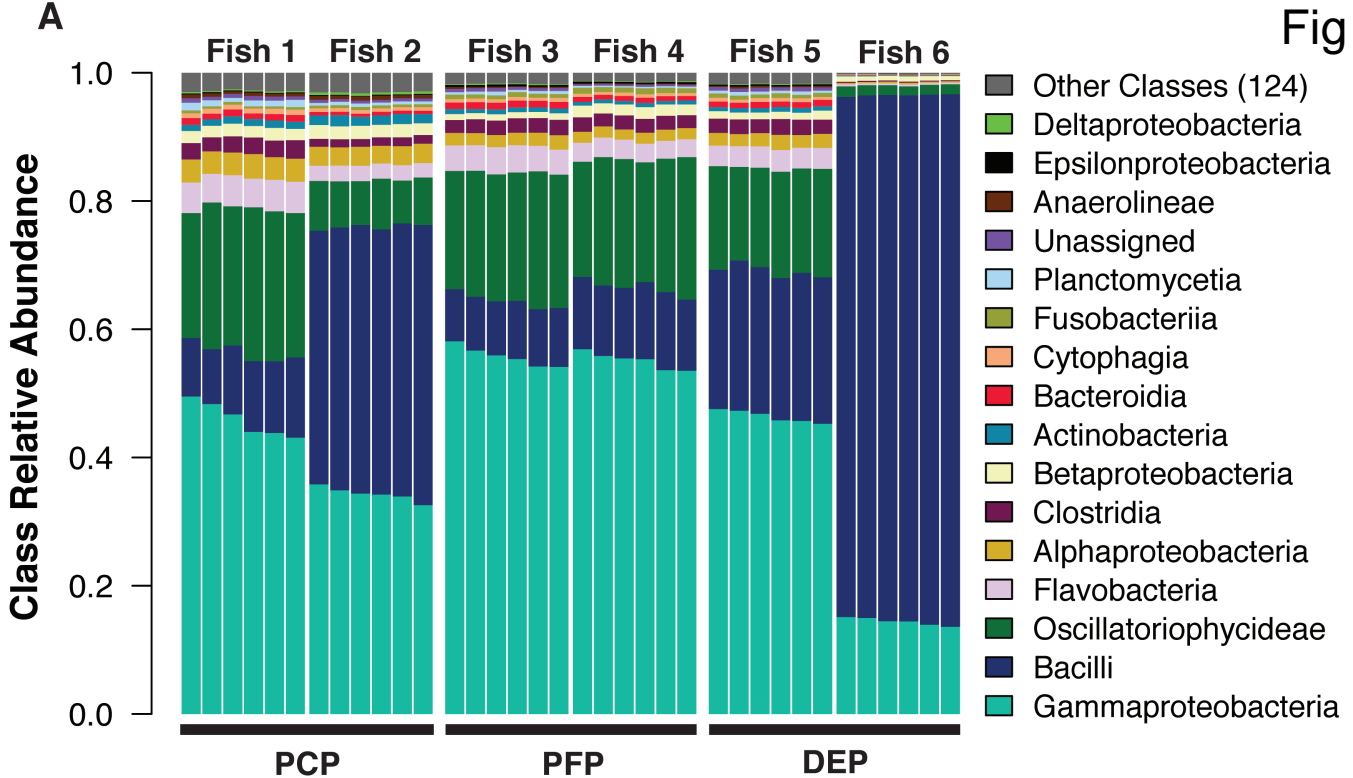 A
Fig
Fish 1 Fish 2 Fish 3 Fish 4 Fish 5 Fish 6
Class Relative Abundance
1.0
0.8
0.6
0.4
0.2
0.0
PCP PFP DEP
Other Classes (124)
Deltaproteobacteria
Epsilonproteobacteria
Anaerolineae
Unassigned
Planctomycetia
Fusobacteriia
Cytophagia
Bacteroidia
Actinobacteria
Betaproteobacteria
Clostridia
Alphaproteobacteria
Flavobacteria
Oscillatoriophycideae
Bacilli
Gammaproteobacteria